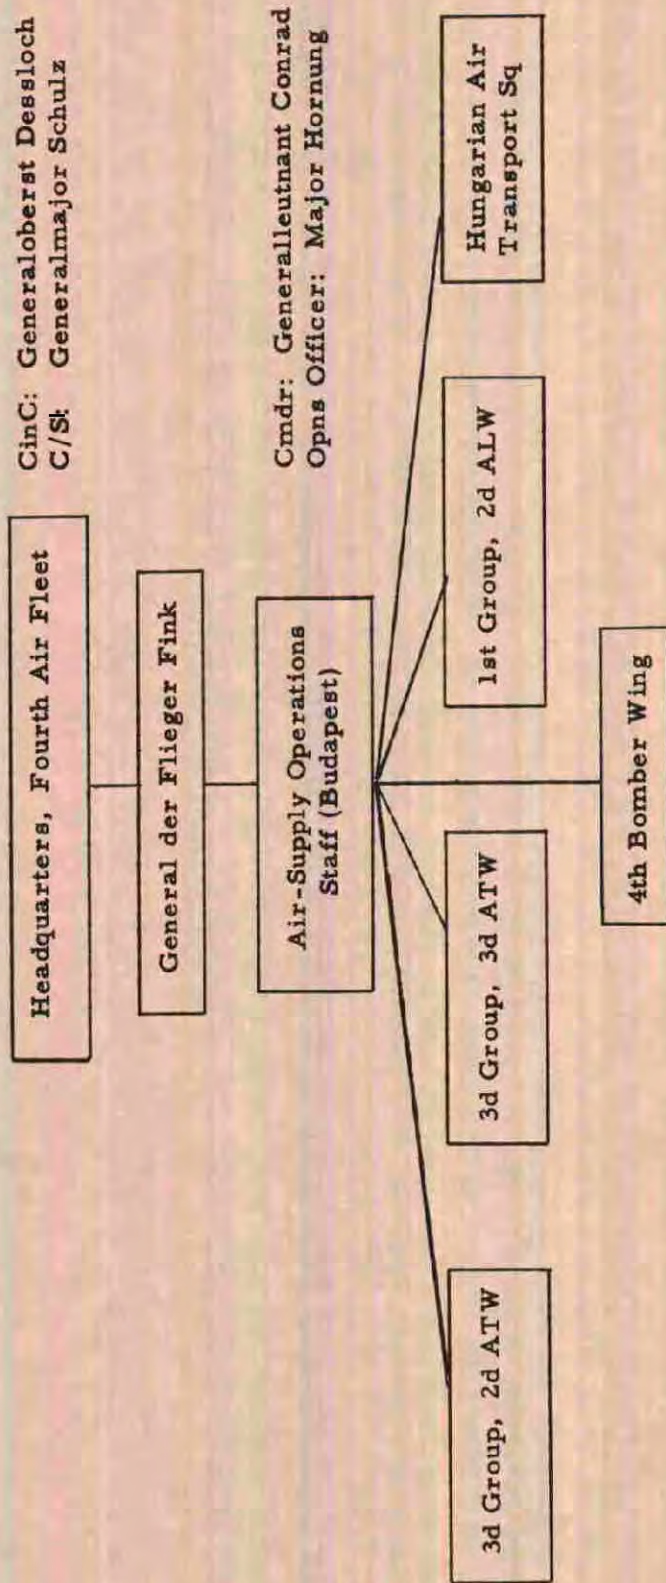 Headquarters, Fourth Air Fleet
CinC: Generaloberst Dessloch
C/St: Generalmajor Schulz
General der Flieger Fink
Air-Supply Operations
Staff (Budapest)
Cmdr: Generalleutnant Conrad
Opns Officer: Major Hornung
3d Group, 2d ATW
3d Group, 3d ATW
1st Group, 2d ALW
Hungarian Air
Transport Sq
4th Bomber Wing